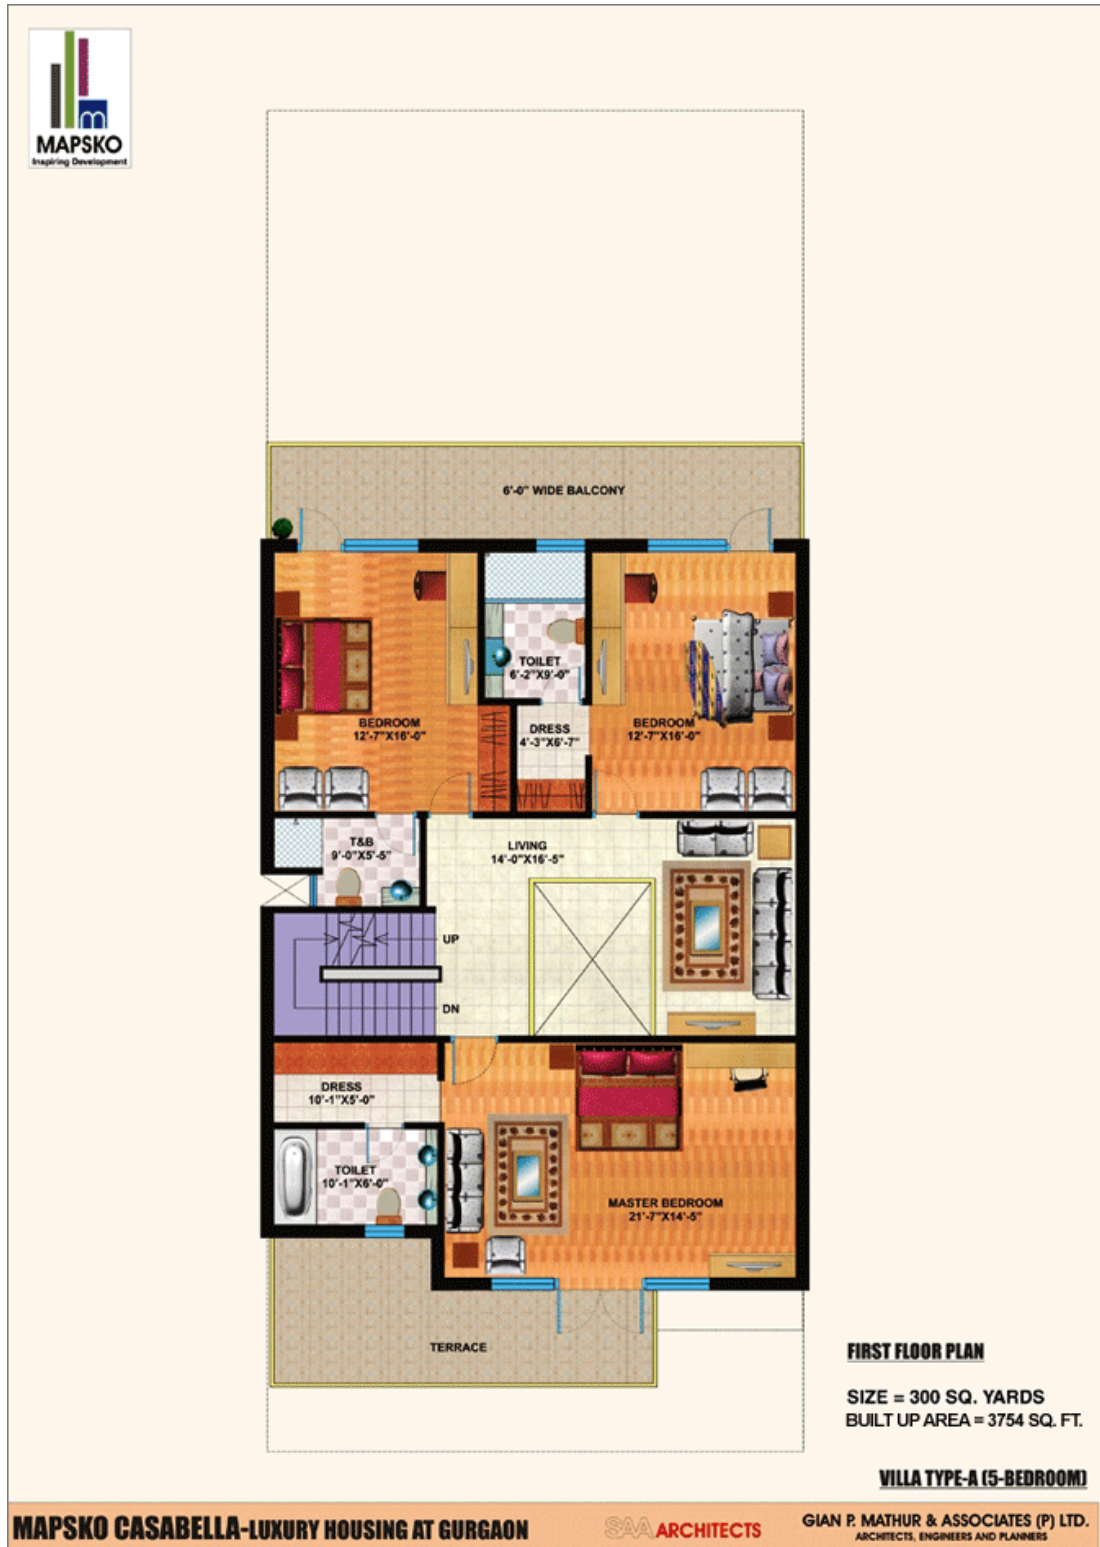 m
MAPSKO
Inspiring Development
6'-0" WIDE BALCONY
TOILET
6'-2"X9'-0"
BEDROOM
12'-7"X16'-0"
DRESS
4'-3"X6'-7"
BEDROOM
12'-7"X16'-0"
T&B
9'-0"X5'-5"
LIVING
14'-0"X16'-5"
UP
DN
DRESS
10'-1"X5'-0"
TOILET
10'-1"X6'-0"
MASTER BEDROOM
21'-7"X14'-5"
TERRACE
FIRST FLOOR PLAN
SIZE = 300 SQ. YARDS
BUILT UP AREA = 3754 SQ. FT.
VILLA TYPE-A (5-BEDROOM)
MAPSKO CASABELLA-LUXURY HOUSING AT GURGAON
SAA ARCHITECTS
GIAN P. MATHUR & ASSOCIATES (P) LTD.
ARCHITECTS, ENGINEERS AND PLANNERS